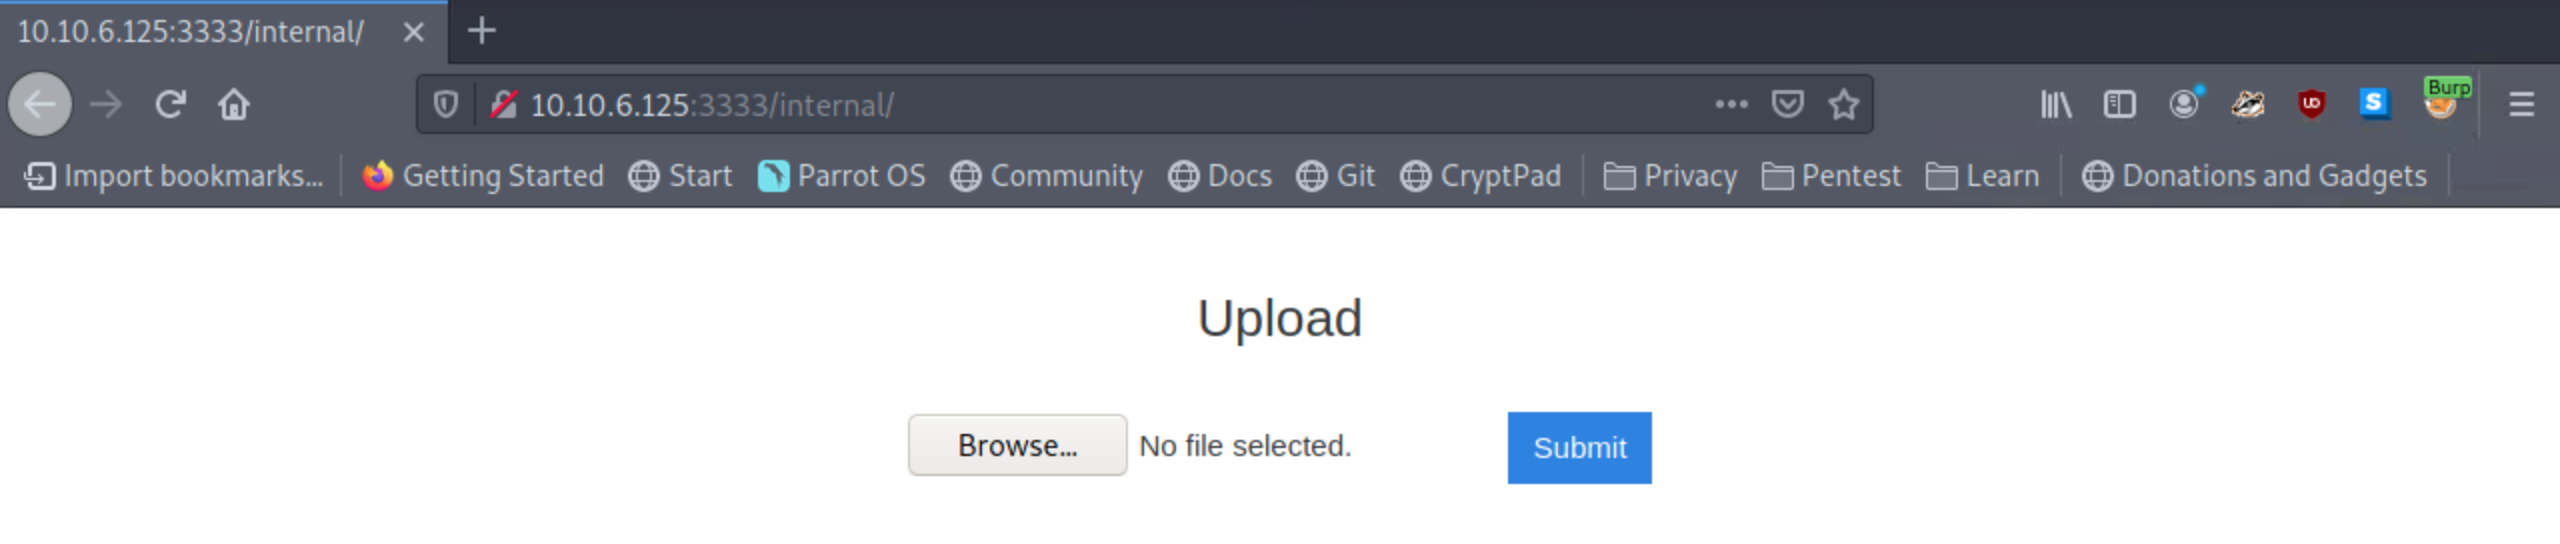 10.10.6.125:3333/internal/
10.10.6.125:3333/internal/
Burp
Import bookmarks... Getting Started Start Parrot OS Community Docs Git CryptPad Privacy Pentest Learn Donations and Gadgets
Upload
Browse... No file selected. Submit